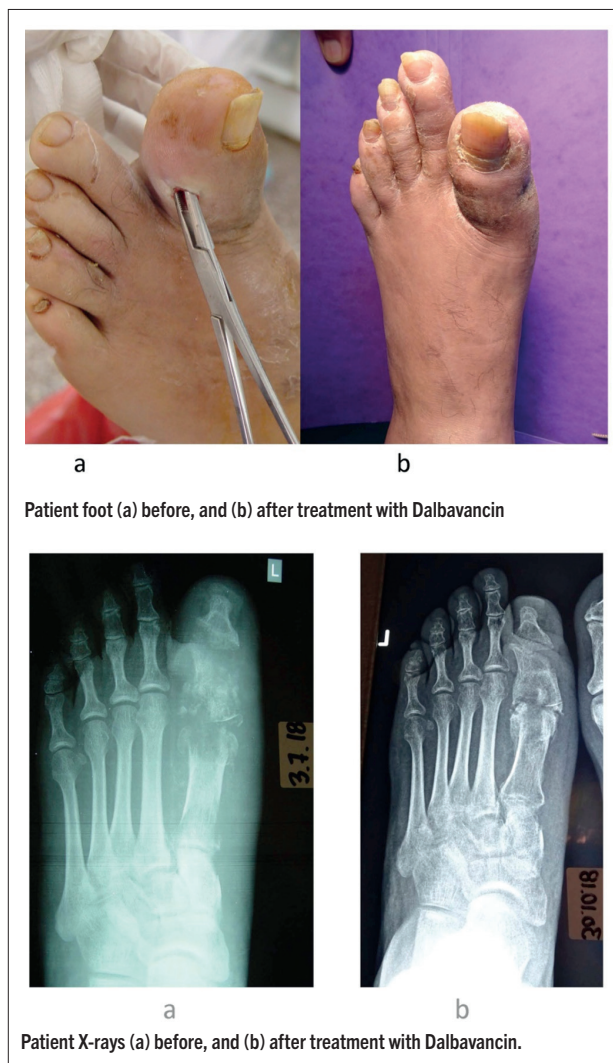 a b
Patient foot (a) before, and (b) after treatment with Dalbavancin
L
3.7.18
L
30.10.18
a b
Patient X-rays (a) before, and (b) after treatment with Dalbavancin.